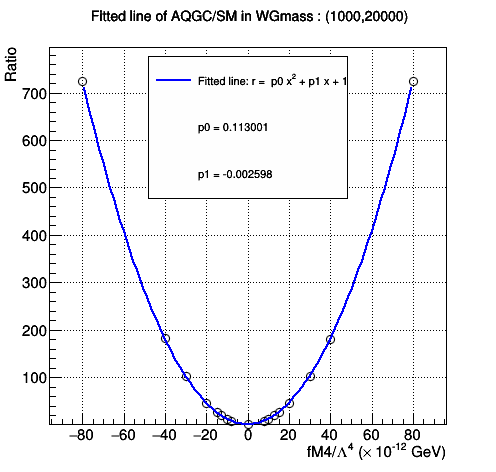 FItted line of AQGC/SM in WGmass : (1000,20000)
Ratio
Fitted line: r = p0 x² + p1 x + 1
p0 = 0.113001
p1 = -0.002598
700
600
500
400
300
200
100
−80 −60 −40 −20 0 20 40 60 80
fM4/Λ⁴ (× 10⁻¹² GeV)